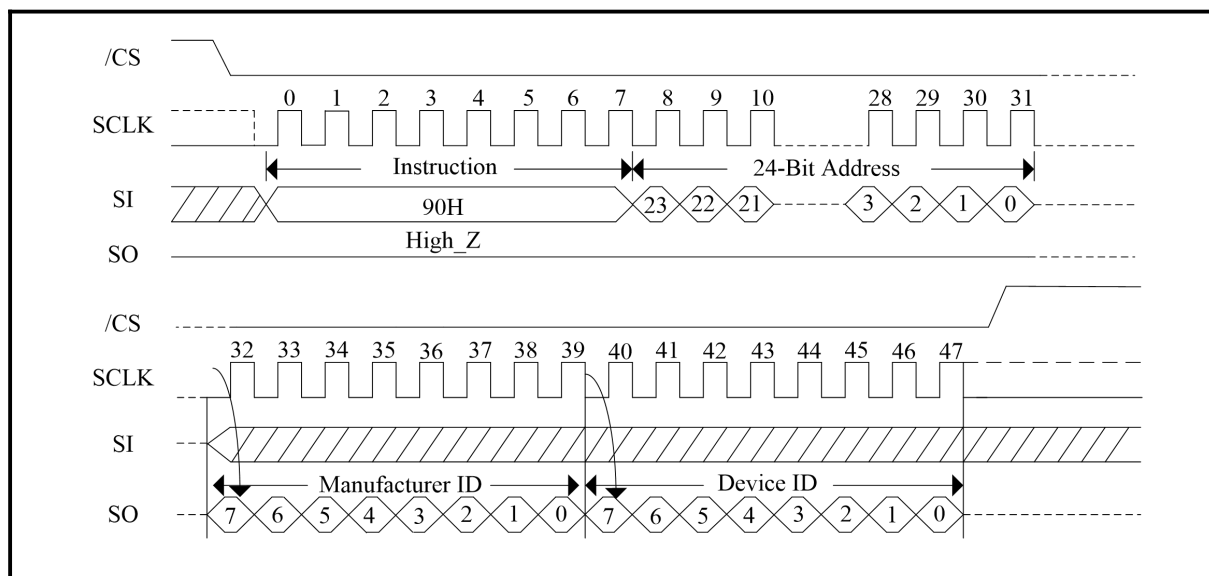 /CS
0 1 2 3 4 5 6 7 8 9 10 28 29 30 31
SCLK
Instruction 24-Bit Address
SI 90H 23 22 21 3 2 1 0
High_Z
SO
/CS
32 33 34 35 36 37 38 39 40 41 42 43 44 45 46 47
SCLK
SI
Manufacturer ID Device ID
SO 7 6 5 4 3 2 1 0 7 6 5 4 3 2 1 0